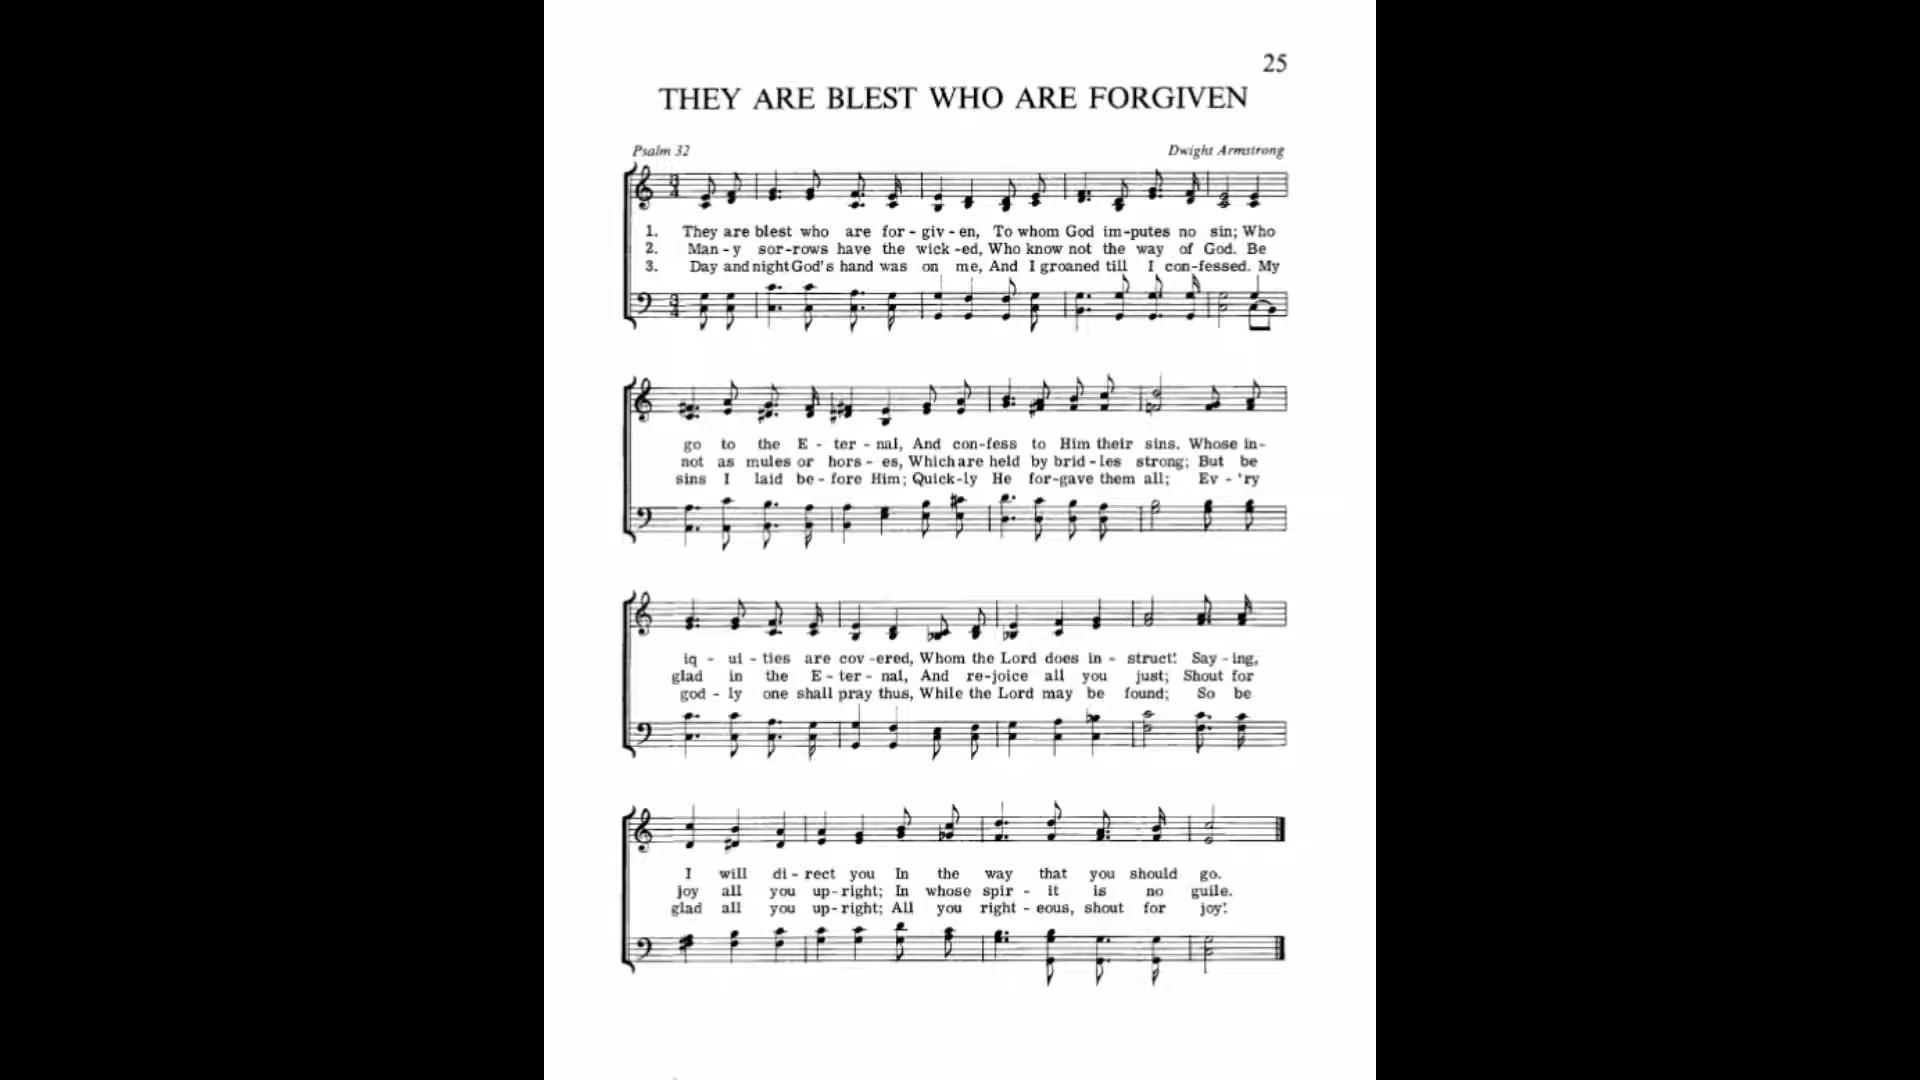 25
THEY ARE BLEST WHO ARE FORGIVEN
Psalm 32 Dwight Armstrong
1. They are blest who are for - giv - en, To whom God im-putes no sin; Who
2. Man - y sor-rows have the wick -ed, Who know not the way of God. Be
3. Day and night God's hand was on me, And I groaned till I con-fessed. My
go to the E - ter - nal, And con-fess to Him their sins. Whose in-
not as mules or hors - es, Which are held by brid - les strong; But be
sins I laid be - fore Him; Quick-ly He for-gave them all; Ev - 'ry
iq - ui - ties are cov -ered, Whom the Lord does in - struct: Say - ing,
glad in the E - ter - nal, And re-joice all you just; Shout for
god - ly one shall pray thus, While the Lord may be found; So be
I will di - rect you In the way that you should go.
joy all you up-right; In whose spir - it is no guile.
glad all you up-right; All you right - eous, shout for joy!